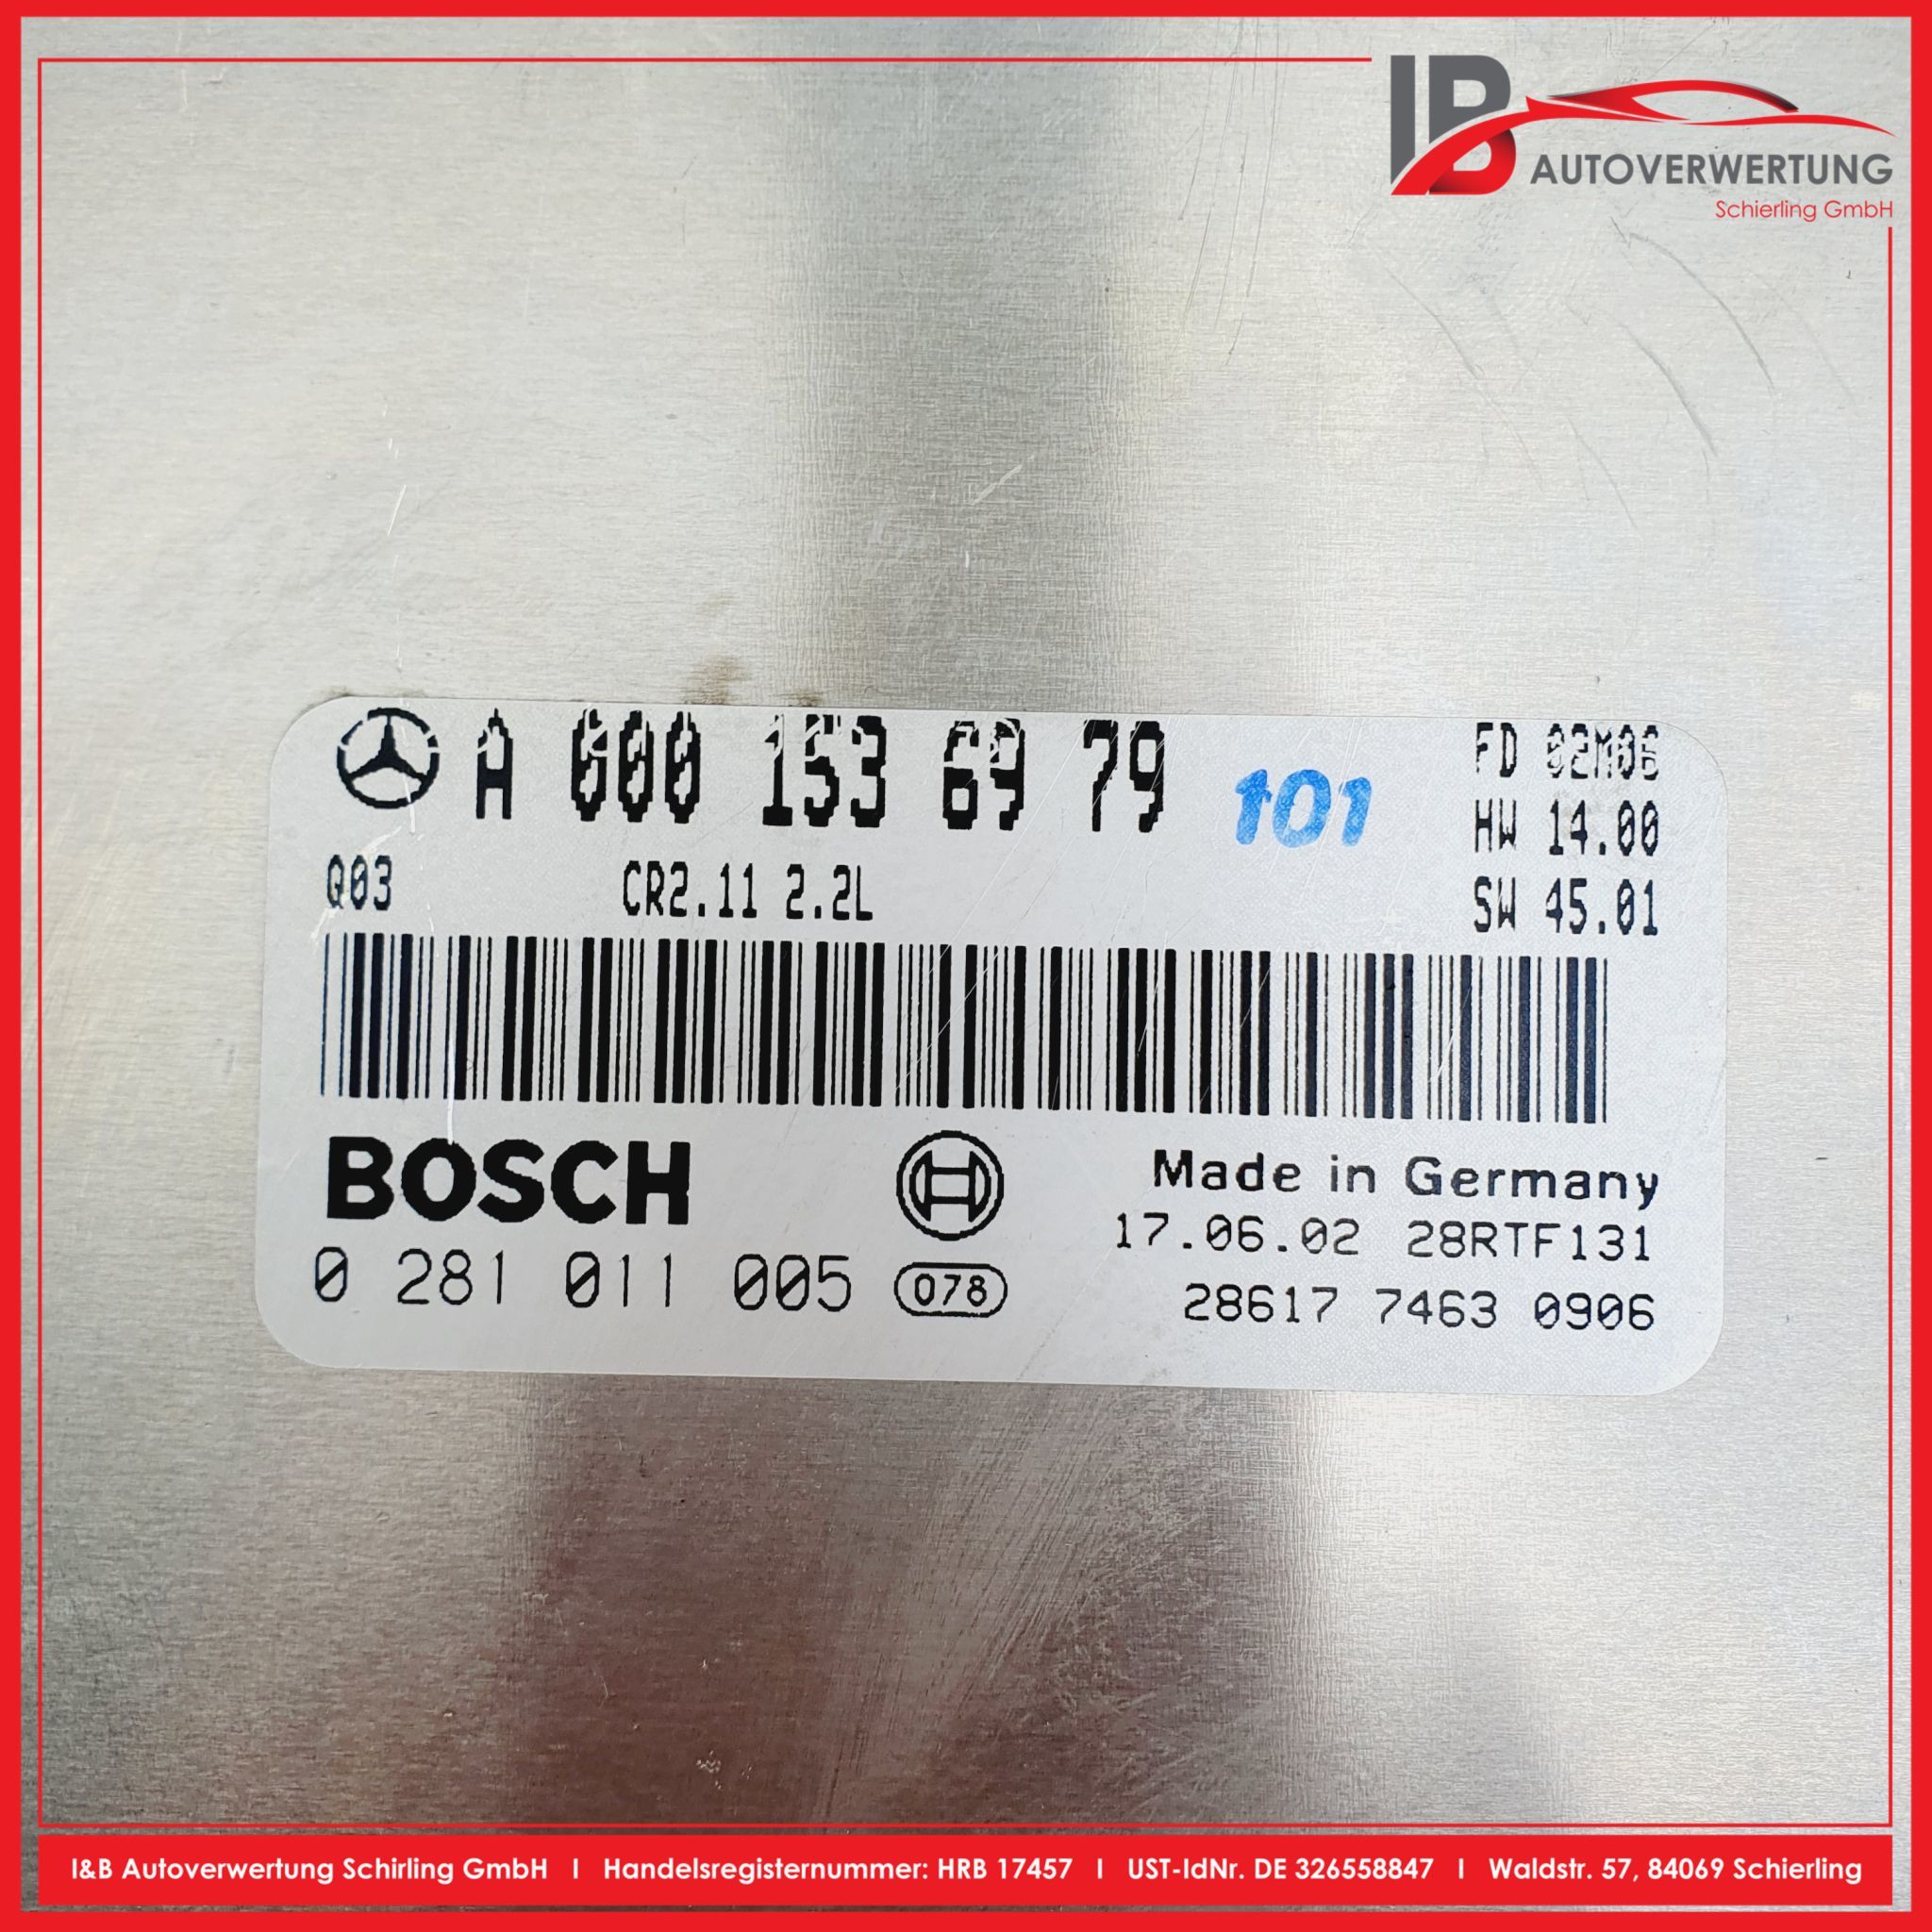 IB AUTOVERWERTUNG
Schierling GmbH
A 000 153 69 79
101
FD 02M06
HW 14.00
Q03
CR2.11 2.2L
SW 45.01
BOSCH
Made in Germany
17.06.02 28RTF131
0 281 011 005
078
28617 7463 0906
I&B Autoverwertung Schirling GmbH I Handelsregisternummer: HRB 17457 I UST-IdNr. DE 326558847 I Waldstr. 57, 84069 Schierling